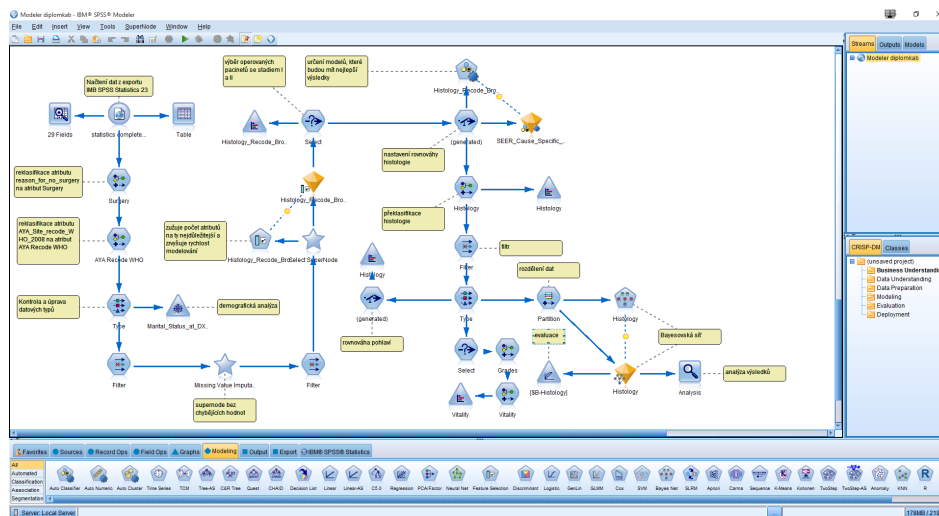 Modeler diplomkab - IBM® SPSS® Modeler
File Edit Insert View Tools SuperNode Window Help
Streams Outputs Models
Modeler diplomkab
Načtení dat z exportu
IMB SPSS Statistics 23
29 Fields
statistics complete...
Table
výběr operovaných
pacinetů se stadiem I
a II
určení modelů, které
budou mít nejlepší
výsledky
Histology_Recode_Bro...
Histology_Recode_Bro...
Select
(generated)
SEER_Cause_Specific_...
reklasifikace atributu
reason_for_no_surgery
na atribut Surgery
Surgery
nastavení rovnováhy
histologie
Histology_Recode_Bro...
Histology
Histology
reklasifikace atributu
AYA_Site_recode_W
HO_2008 na atribut
AYA Recode WHO
AYA Recode WHO
zužuje počet atributů
na ty nejdůležitější a
zvyšuje rychlost
modelování
Histology_Recode_Bro
Select SuperNode
překlasifikace
histologie
Filter
filtr
rozdělení dat
Histology
Kontrola a úprava
datových typů
Type
Marital_Status_at_DX...
demografická analýza
(generated)
rovnováha pohlaví
Type
Partition
Histology
evaluace
Bayesovská síť
Select
Grades
Filter
Missing Value Imputa...
Filter
supernode bez
chybějících hodnot
Vitality
Vitality
[$B-Histology]
Histology
Analysis
analýza výsledků
CRISP-DM Classes
(unsaved project)
Business Understandi
Data Understanding
Data Preparation
Modeling
Evaluation
Deployment
Favorites Sources Record Ops Field Ops Graphs Modeling Output Export IBM® SPSS® Statistics
All
Automated
Classification
Association
Segmentation
Auto Classifier Auto Numeric Auto Cluster Time Series TCM Tree-AS C&R Tree Quest CHAID Decision List Linear Linear-AS C5.0 Regression PCA/Factor Neural Net Feature Selection Discriminant Logistic GenLin GLMM Cox SVM Bayes Net SLRM Apriori Carma Sequence K-Means Kohonen TwoStep TwoStep-AS Anomaly KNN R
Server: Local Server
...